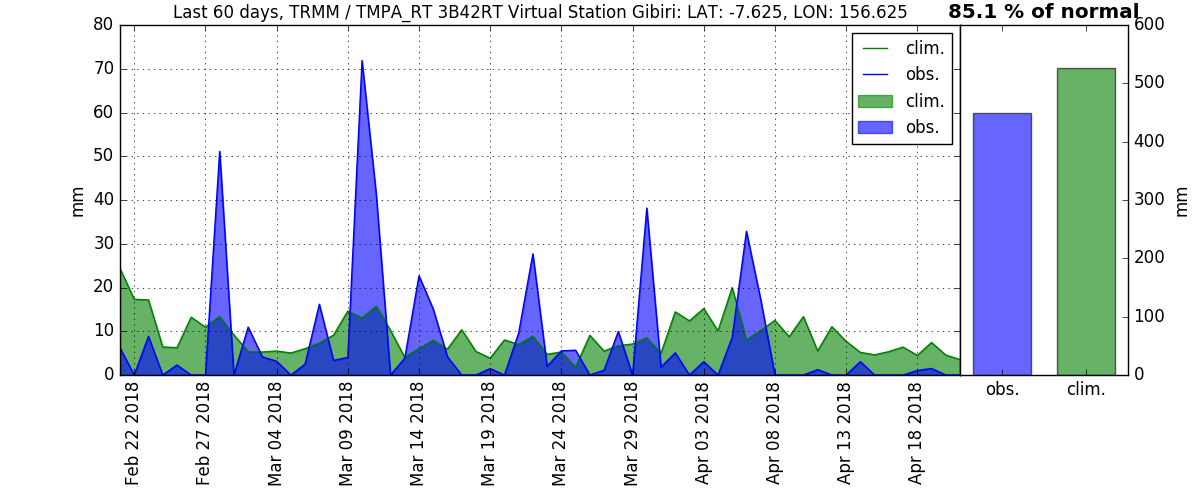 Last 60 days, TRMM / TMPA_RT 3B42RT Virtual Station Gibiri: LAT: -7.625, LON: 156.625
85.1 % of normal
80
70
60
50
40
30
20
10
0
mm
clim.
obs.
clim.
obs.
600
500
400
300
200
100
0
mm
obs.
clim.
Feb 22 2018
Feb 27 2018
Mar 04 2018
Mar 09 2018
Mar 14 2018
Mar 19 2018
Mar 24 2018
Mar 29 2018
Apr 03 2018
Apr 08 2018
Apr 13 2018
Apr 18 2018